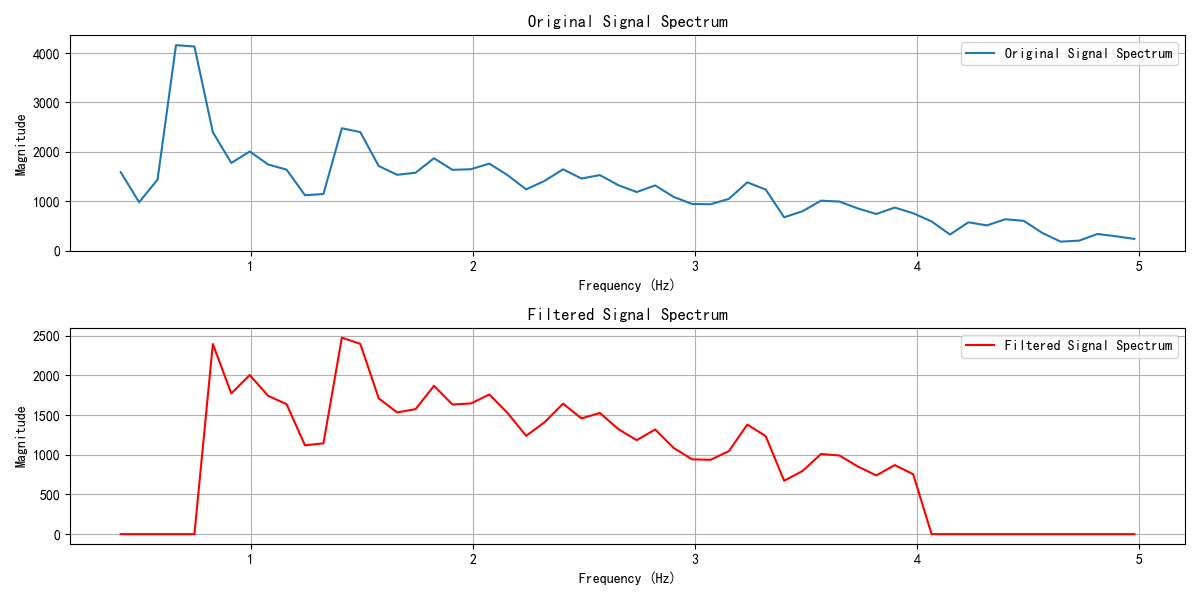 Original Signal Spectrum
Original Signal Spectrum
4000
3000
2000
1000
0
Magnitude
1 2 3 4 5
Frequency (Hz)
Filtered Signal Spectrum
Filtered Signal Spectrum
2500
2000
1500
1000
500
0
Magnitude
1 2 3 4 5
Frequency (Hz)